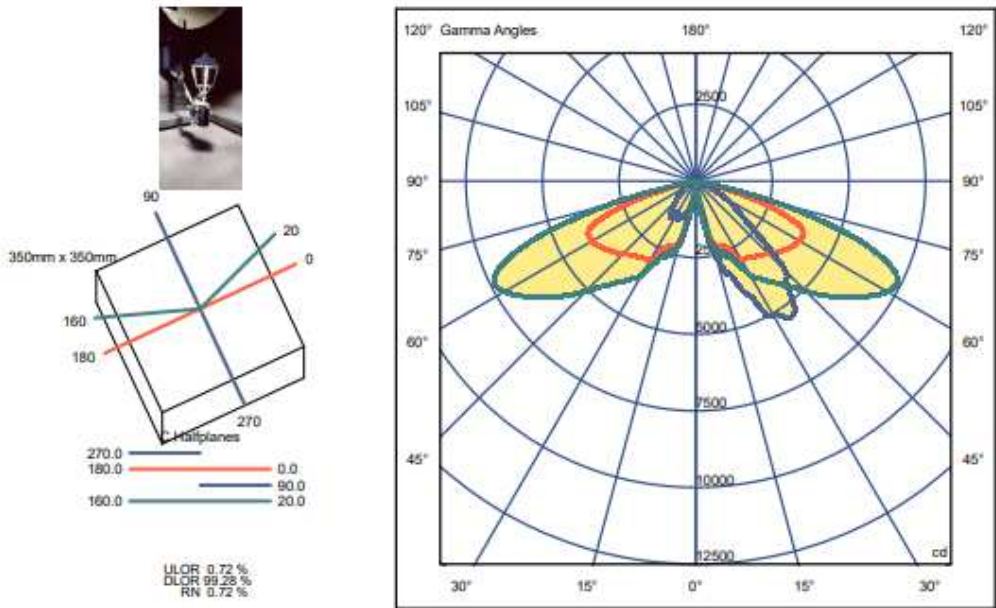 90
20
350mm x 350mm
0
160
180
270
C Halfplanes
270.0
180.0 0.0
90.0
160.0 20.0
ULOR 0.72 %
DLOR 99.28 %
RN 0.72 %
120° Gamma Angles 180° 120°
2500
105° 105°
90° 90°
75° 75°
60° 5000 60°
7500
45° 45°
10000
12500 cd
30° 15° 0° 15° 30°